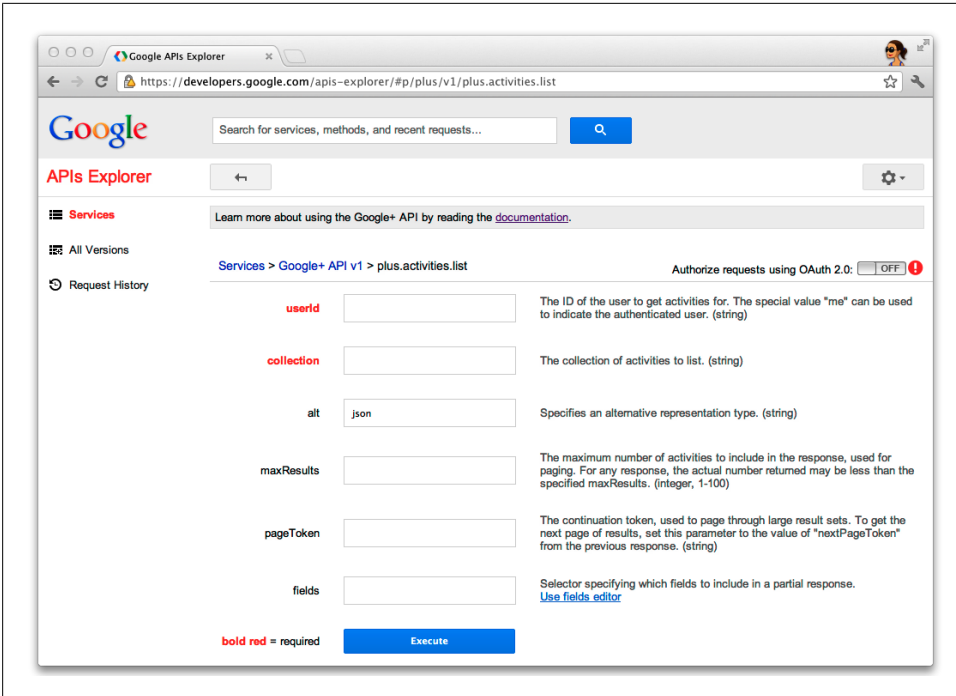 Google APIs Explorer
https://developers.google.com/apis-explorer/#p/plus/v1/plus.activities.list
Google
Search for services, methods, and recent requests...
APIs Explorer
Services
All Versions
Request History
Learn more about using the Google+ API by reading the documentation.
Services > Google+ API v1 > plus.activities.list
Authorize requests using OAuth 2.0: OFF
userId
The ID of the user to get activities for. The special value "me" can be used
to indicate the authenticated user. (string)
collection
The collection of activities to list. (string)
alt
json
Specifies an alternative representation type. (string)
maxResults
The maximum number of activities to include in the response, used for
paging. For any response, the actual number returned may be less than the
specified maxResults. (integer, 1-100)
pageToken
The continuation token, used to page through large result sets. To get the
next page of results, set this parameter to the value of "nextPageToken"
from the previous response. (string)
fields
Selector specifying which fields to include in a partial response.
Use fields editor
bold red = required
Execute